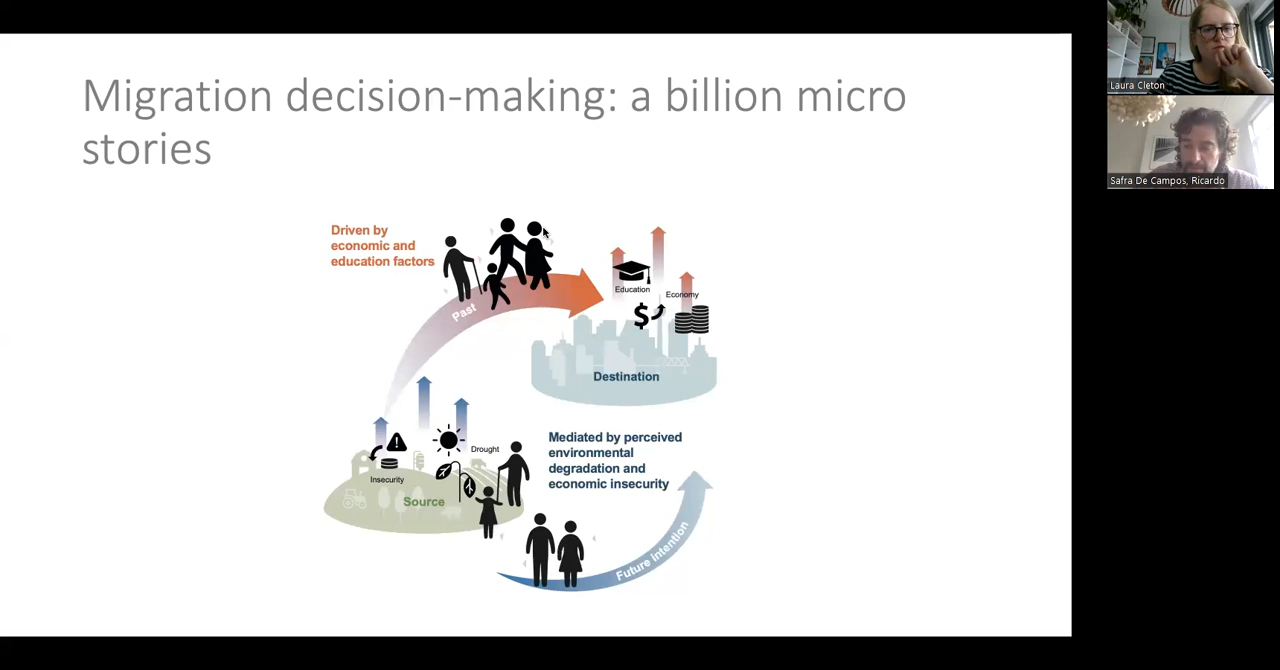 Migration decision-making: a billion micro
stories
Driven by
economic and
education factors
Past
Education
Economy
$
Destination
Insecurity
Drought
Source
Mediated by perceived
environmental
degradation and
economic insecurity
Future intention
Laura Cleton
Safra De Campos, Ricardo